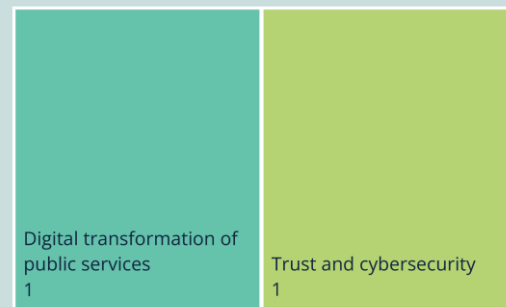 Digital transformation of
public services
1
Trust and cybersecurity
1